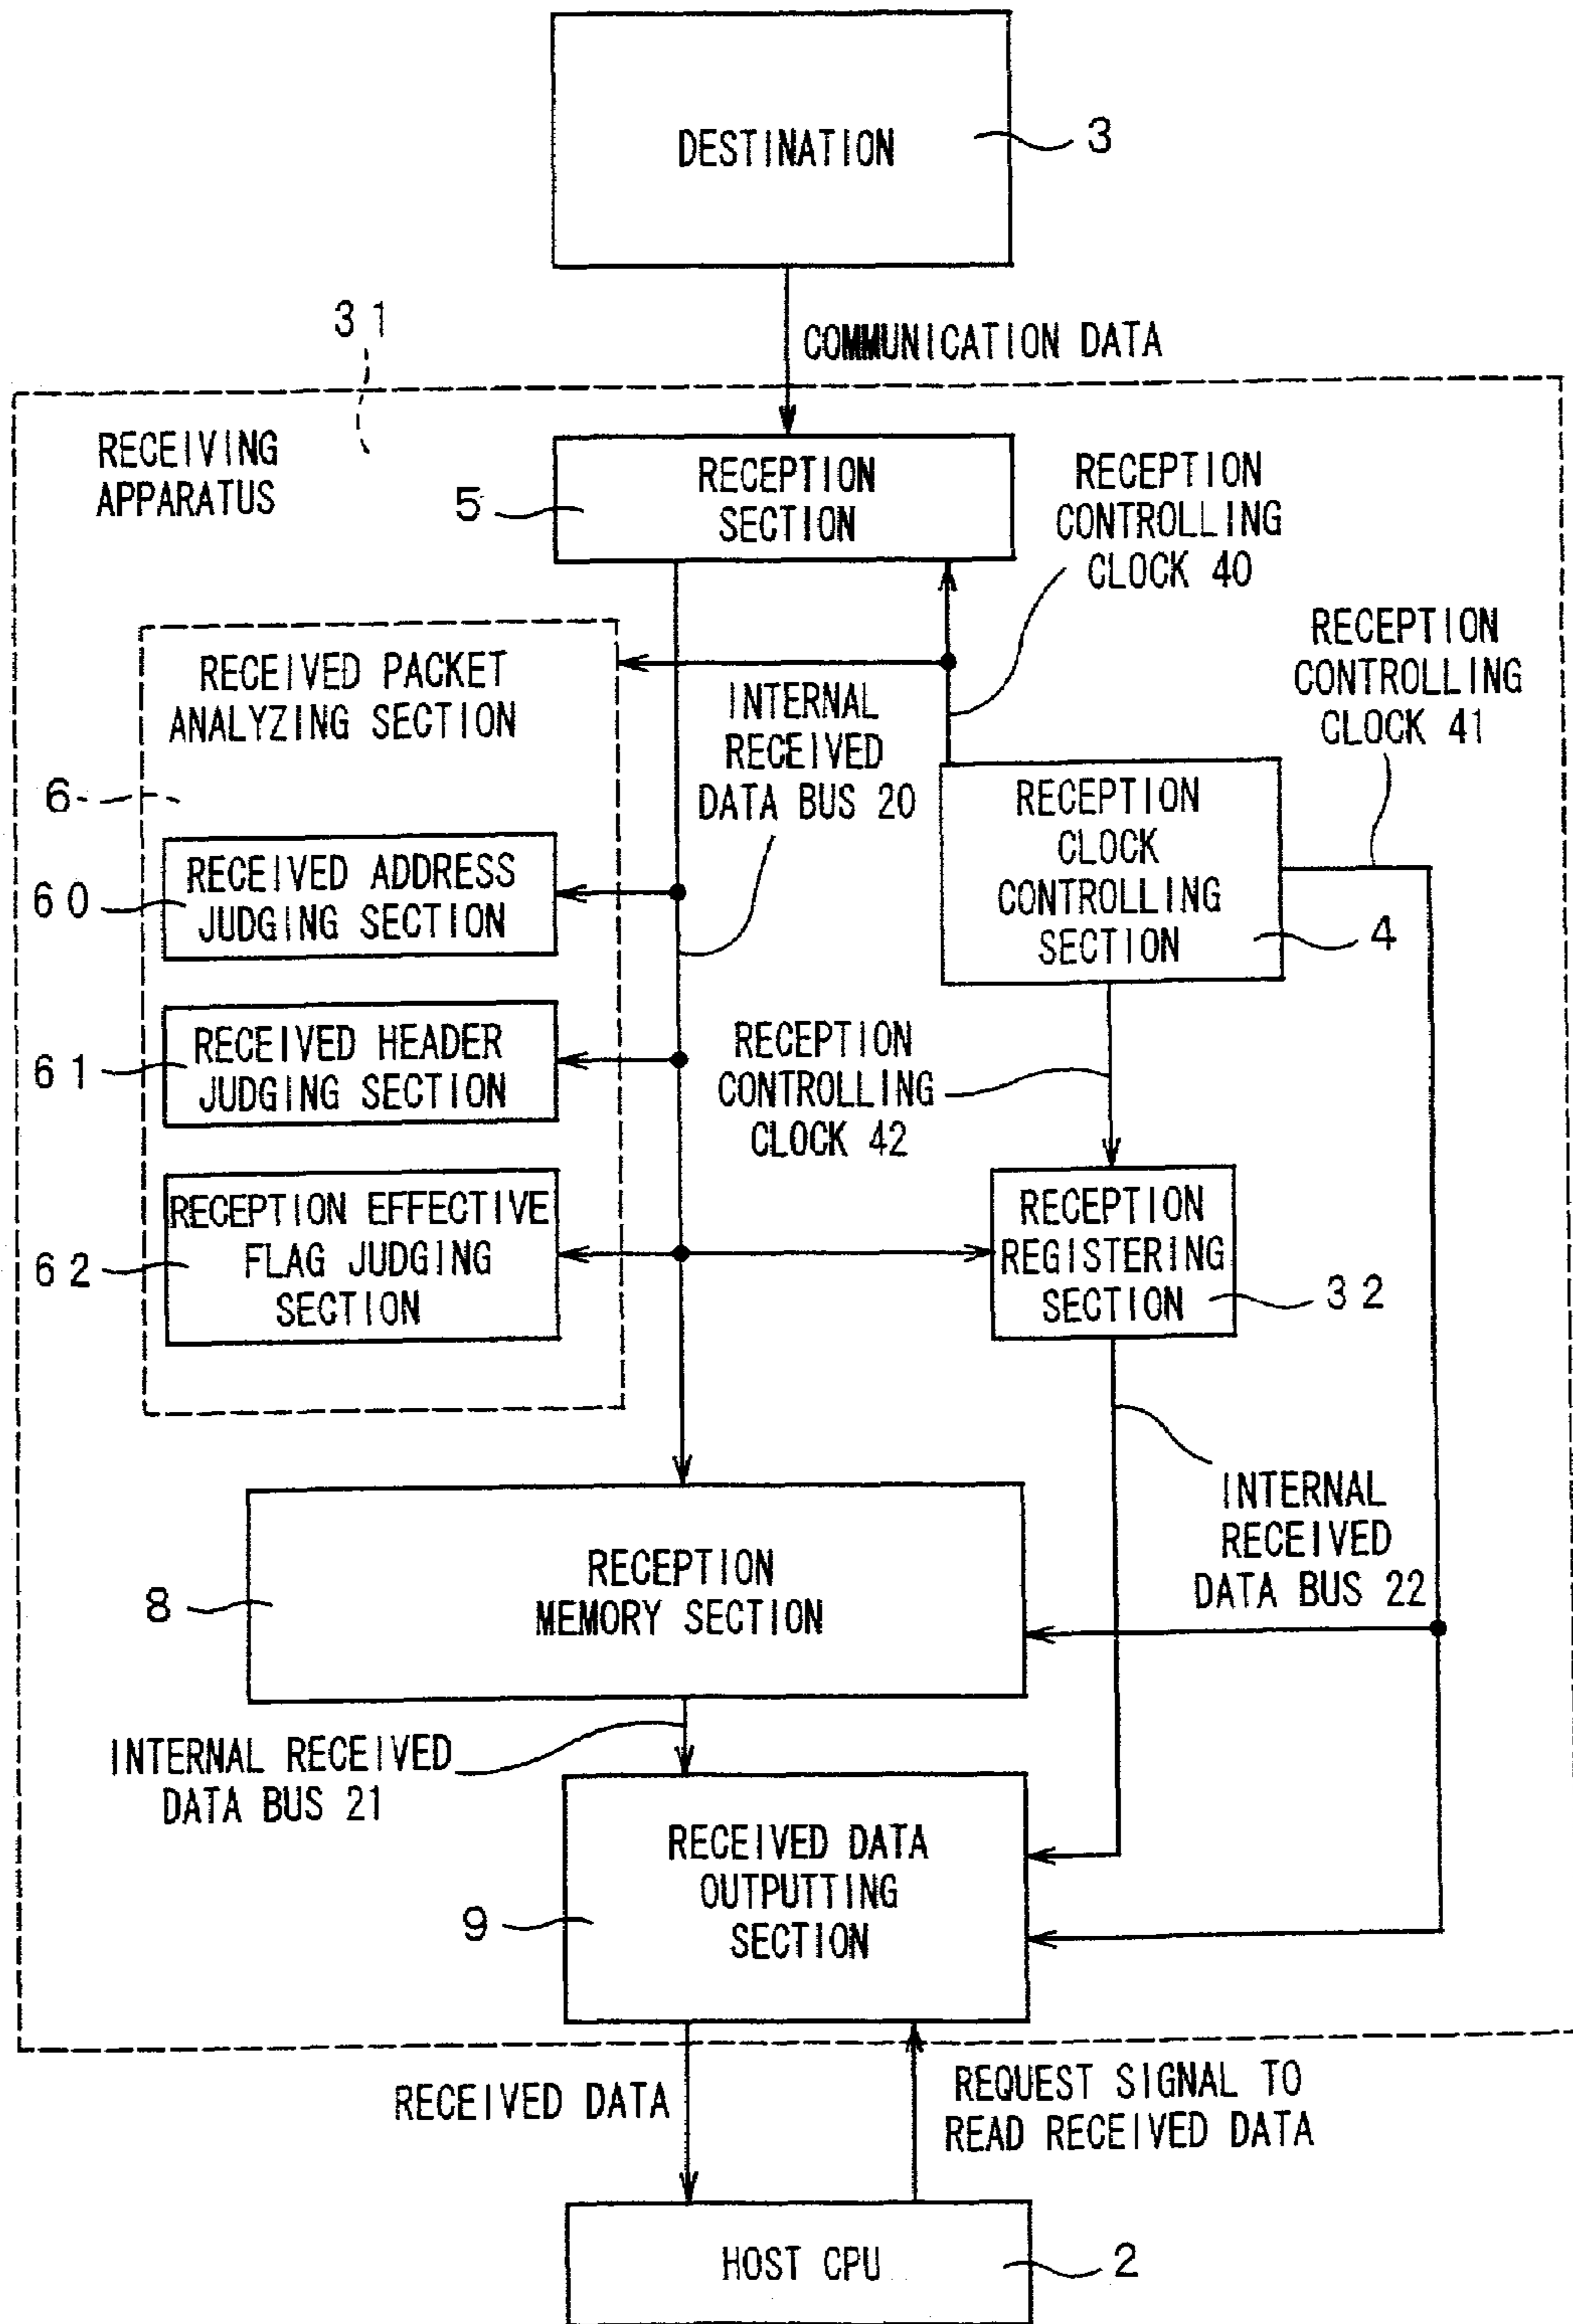 DESTINATION
3
31
COMMUNICATION DATA
RECEIVING
APPARATUS
RECEPTION
SECTION
5
RECEPTION
CONTROLLING
CLOCK 40
RECEPTION
CONTROLLING
CLOCK 41
RECEIVED PACKET
ANALYZING SECTION
6
INTERNAL
RECEIVED
DATA BUS 20
RECEPTION
CLOCK
CONTROLLING
SECTION
4
RECEIVED ADDRESS
JUDGING SECTION
60
RECEIVED HEADER
JUDGING SECTION
61
RECEPTION
CONTROLLING
CLOCK 42
RECEPTION EFFECTIVE
FLAG JUDGING
SECTION
62
RECEPTION
REGISTERING
SECTION
32
RECEPTION
MEMORY SECTION
8
INTERNAL
RECEIVED
DATA BUS 22
INTERNAL RECEIVED
DATA BUS 21
RECEIVED DATA
OUTPUTTING
SECTION
9
RECEIVED DATA
REQUEST SIGNAL TO
READ RECEIVED DATA
HOST CPU
2